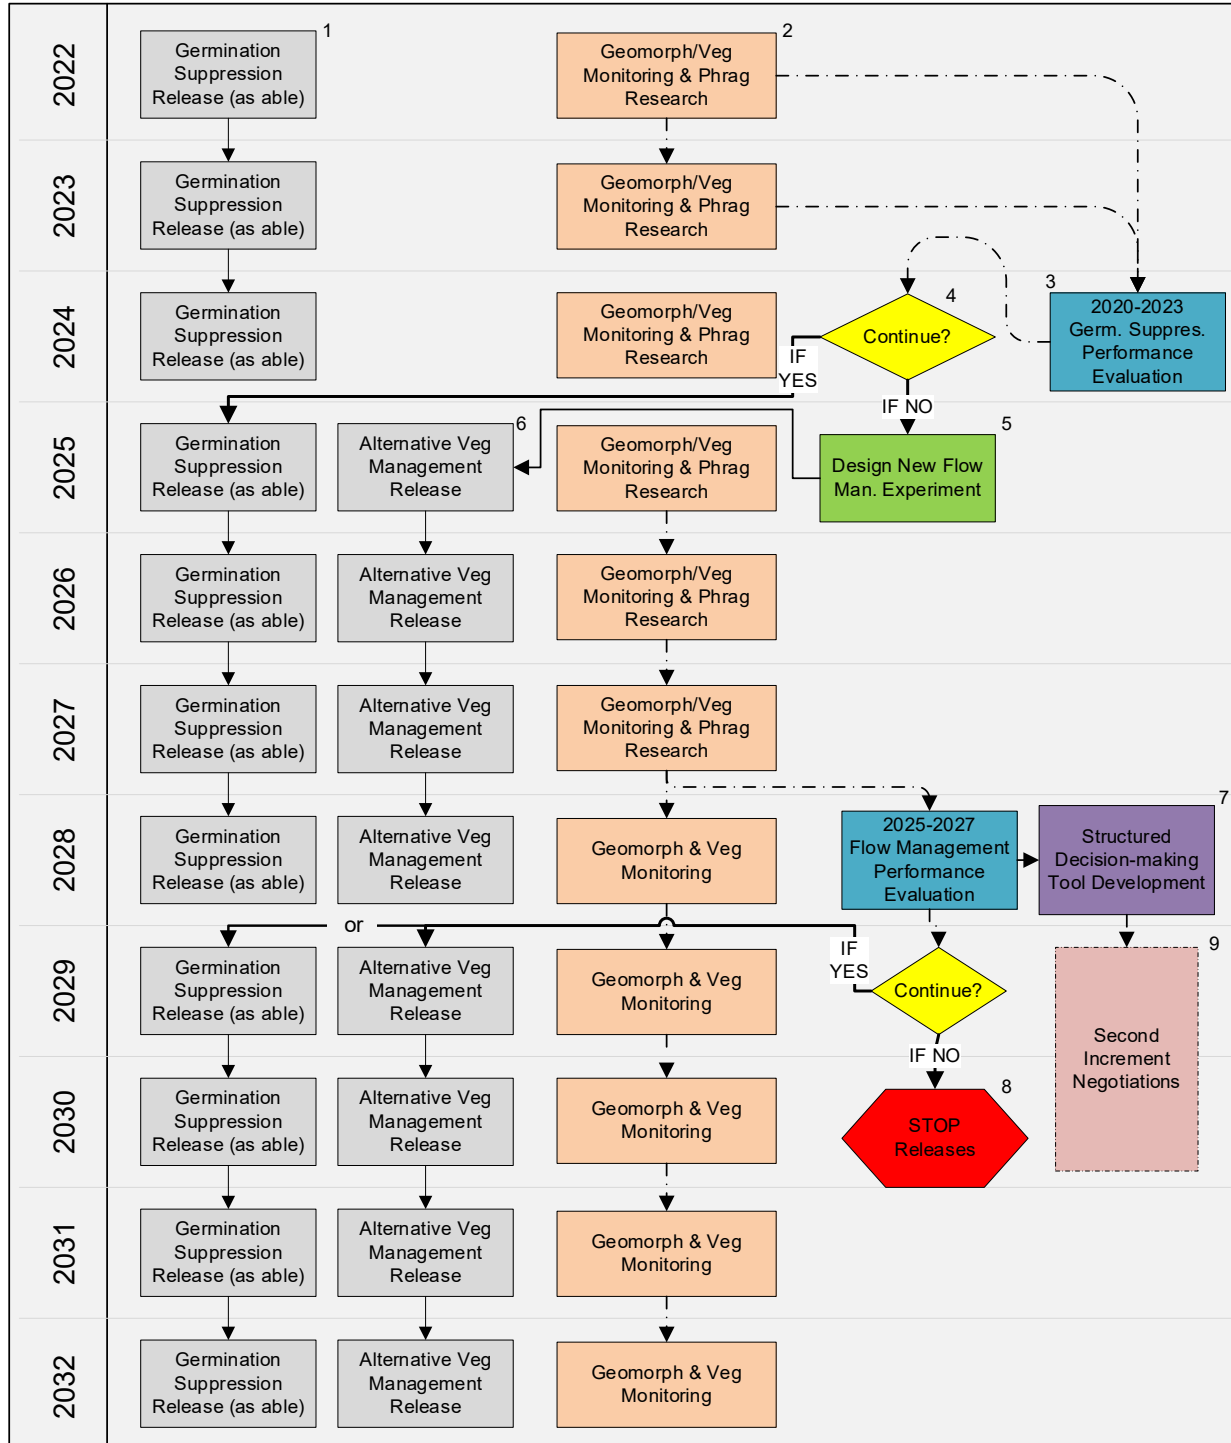 2022
Germination
Suppression
Release (as able)
1
Geomorph/Veg
Monitoring & Phrag
Research
2
2023
Germination
Suppression
Release (as able)
Geomorph/Veg
Monitoring & Phrag
Research
2024
Germination
Suppression
Release (as able)
Geomorph/Veg
Monitoring & Phrag
Research
4
Continue?
IF
YES
IF NO
3
2020-2023
Germ. Suppres.
Performance
Evaluation
2025
Germination
Suppression
Release (as able)
6
Alternative Veg
Management
Release
Geomorph/Veg
Monitoring & Phrag
Research
5
Design New Flow
Man. Experiment
2026
Germination
Suppression
Release (as able)
Alternative Veg
Management
Release
Geomorph/Veg
Monitoring & Phrag
Research
2027
Germination
Suppression
Release (as able)
Alternative Veg
Management
Release
Geomorph/Veg
Monitoring & Phrag
Research
2028
Germination
Suppression
Release (as able)
Alternative Veg
Management
Release
Geomorph & Veg
Monitoring
2025-2027
Flow Management
Performance
Evaluation
7
Structured
Decision-making
Tool Development
or
2029
Germination
Suppression
Release (as able)
Alternative Veg
Management
Release
Geomorph & Veg
Monitoring
IF
YES
Continue?
IF NO
9
Second
Increment
Negotiations
2030
Germination
Suppression
Release (as able)
Alternative Veg
Management
Release
Geomorph & Veg
Monitoring
8
STOP
Releases
2031
Germination
Suppression
Release (as able)
Alternative Veg
Management
Release
Geomorph & Veg
Monitoring
2032
Germination
Suppression
Release (as able)
Alternative Veg
Management
Release
Geomorph & Veg
Monitoring